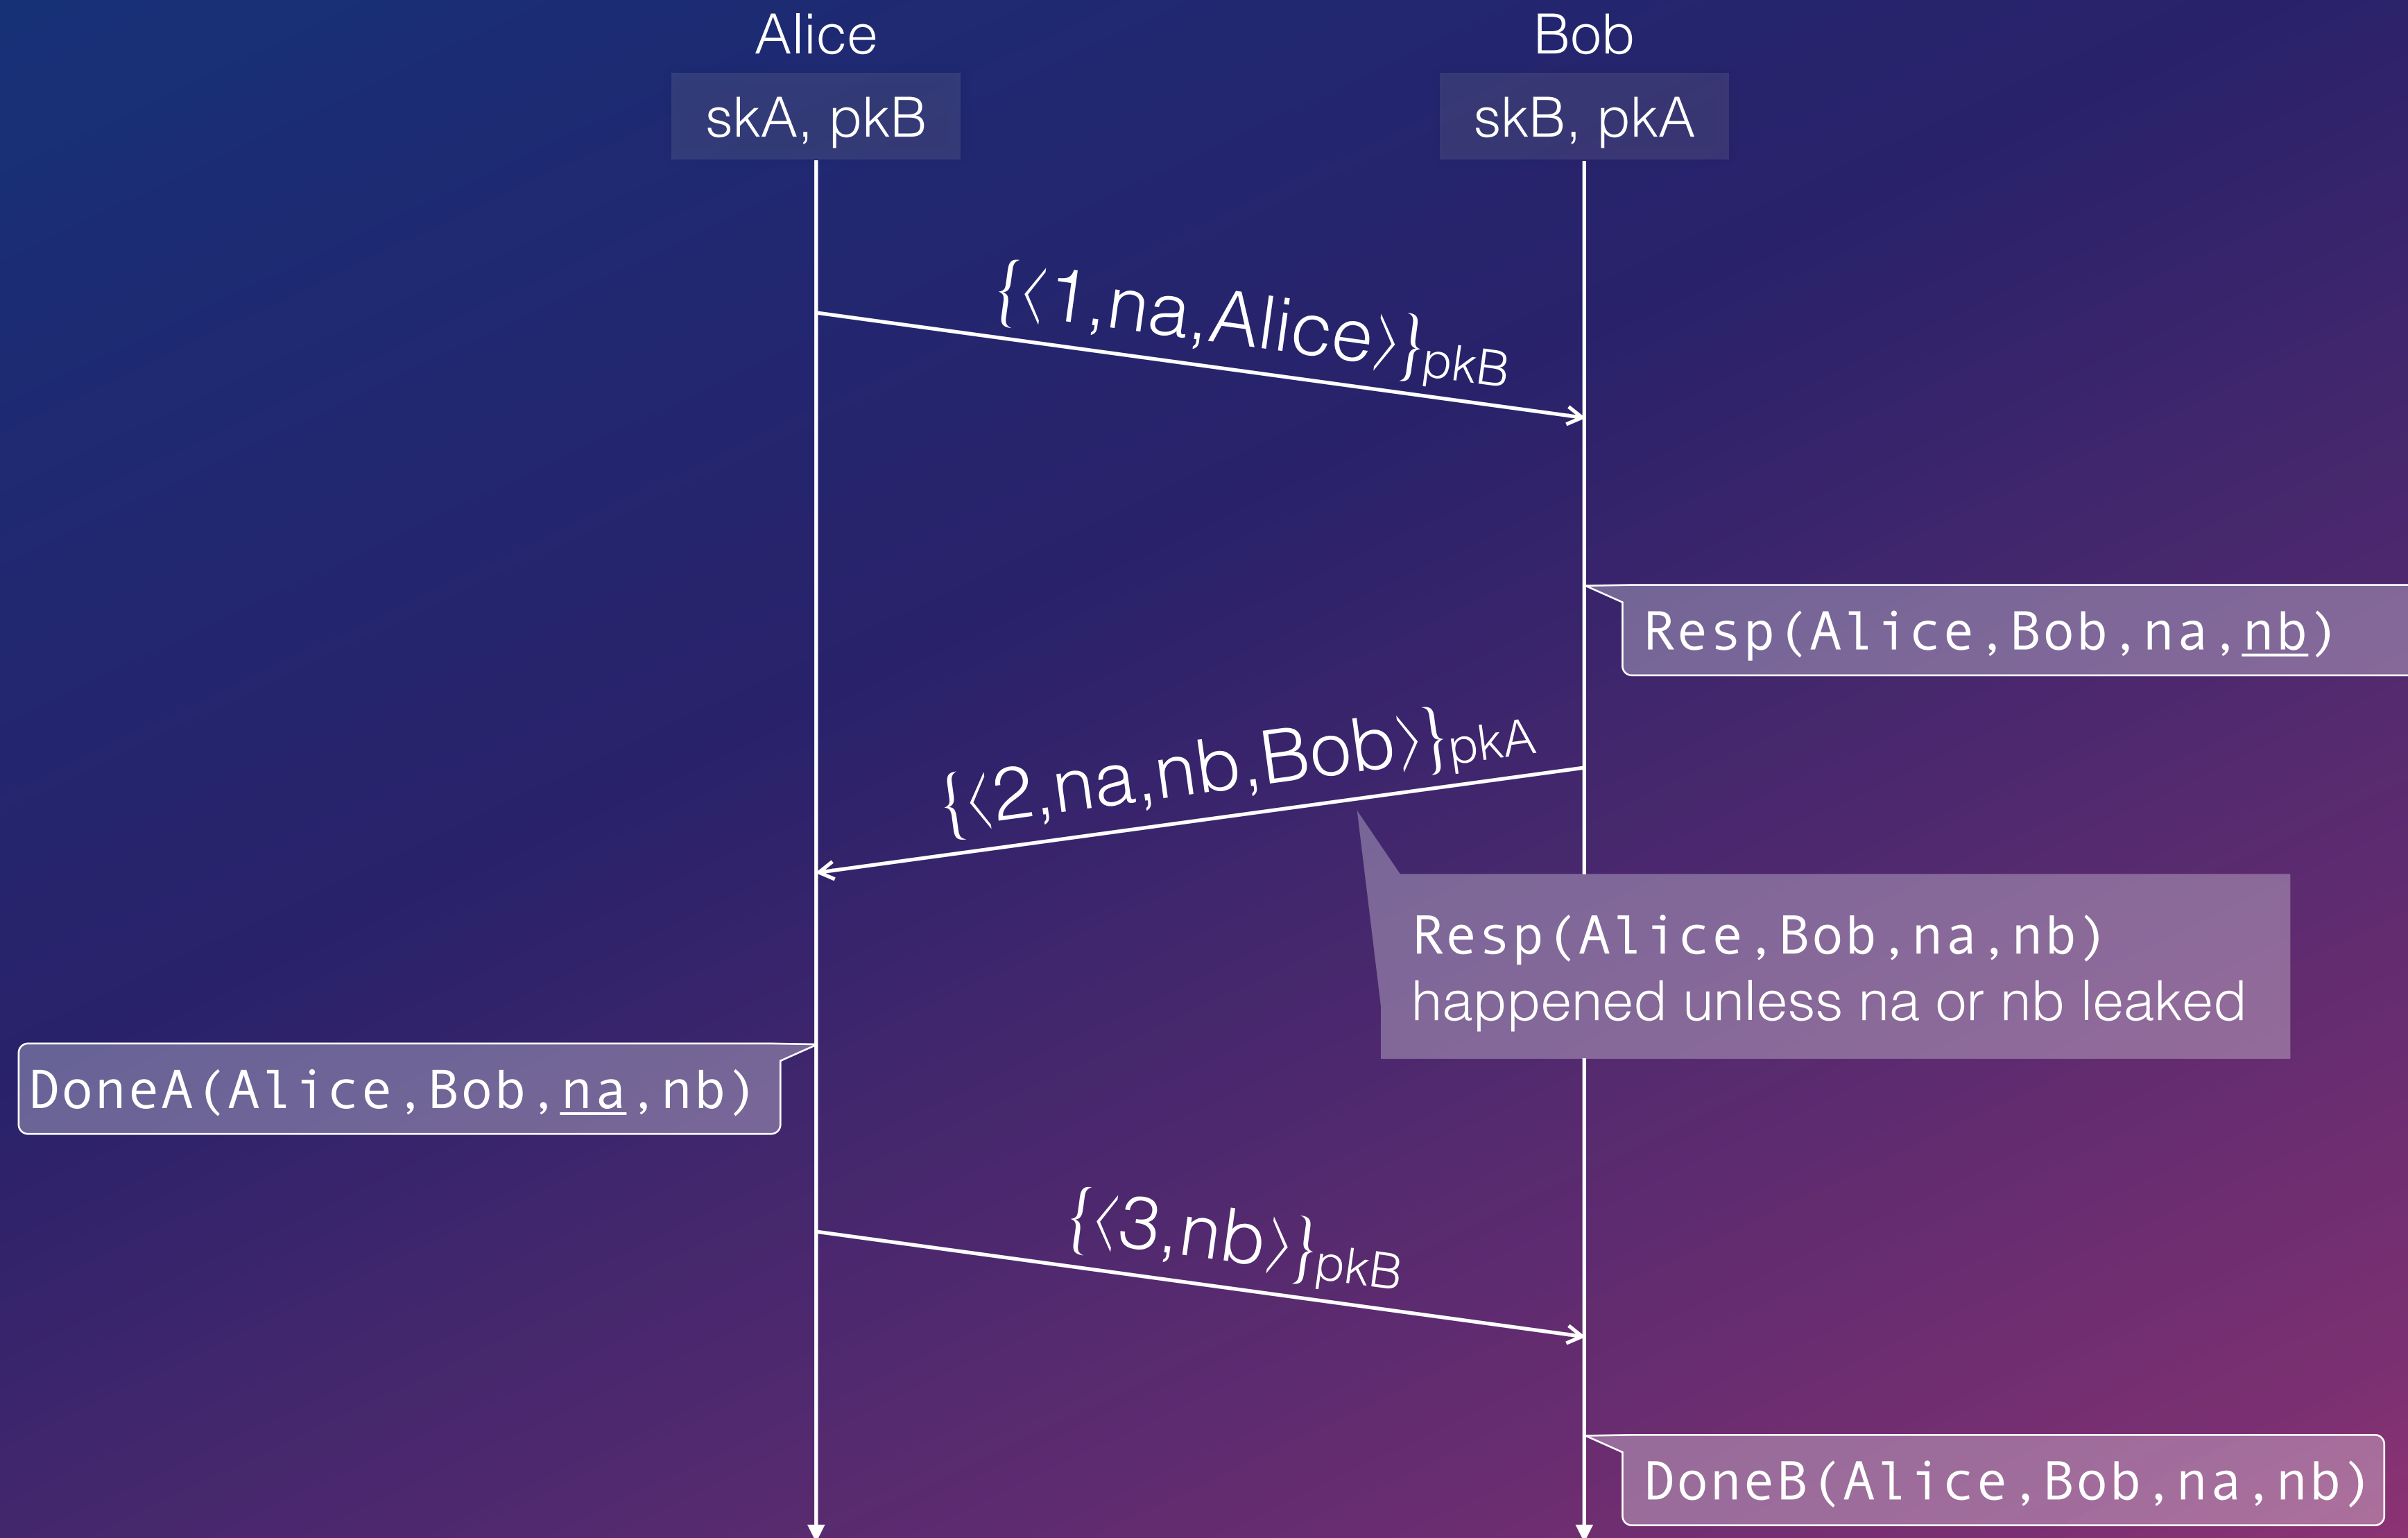 Alice
Bob
skA, pkB
skB, pkA
{⟨1,na,Alice⟩}pkB
Resp(Alice,Bob,na,nb)
{⟨2,na,nb,Bob⟩}pkA
Resp(Alice,Bob,na,nb)
happened unless na or nb leaked
DoneA(Alice,Bob,na,nb)
{⟨3,nb⟩}pkB
DoneB(Alice,Bob,na,nb)